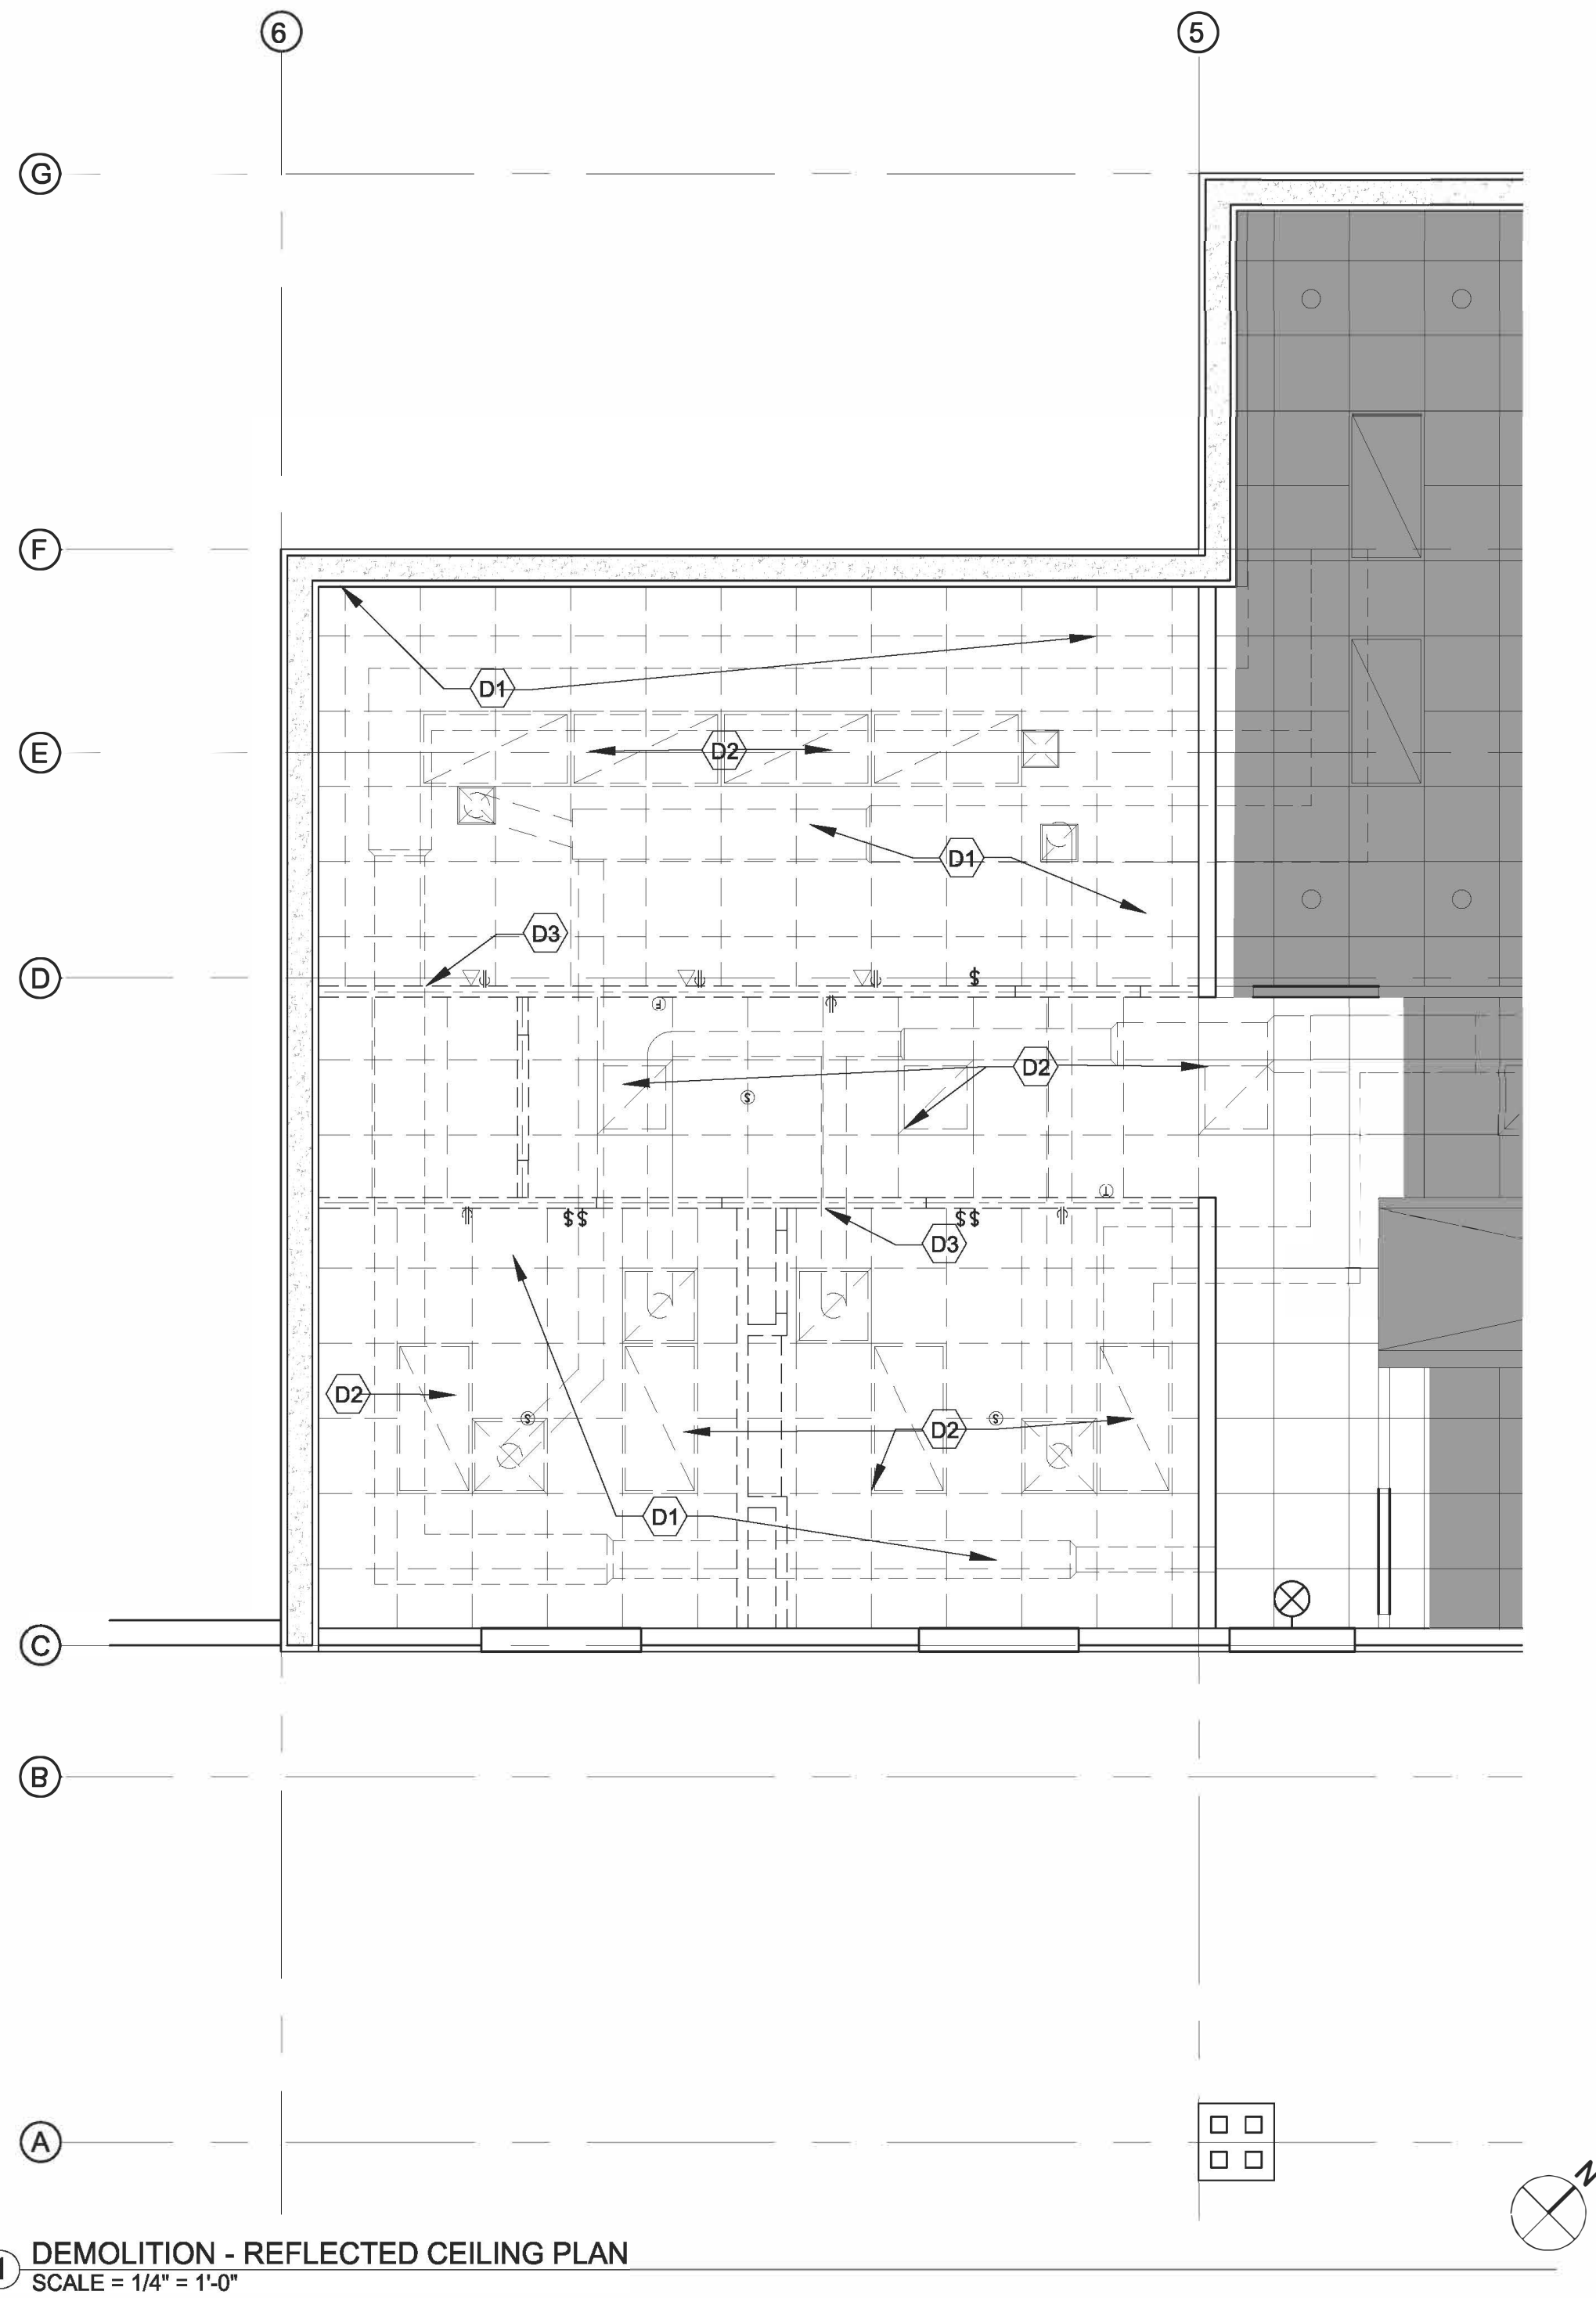 6
5
G
F
D1
E
D2
D1
D3
D
$
F
D2
S
T
$$
$$
D3
D2
S
S
D2
D1
C
B
A
N
1
DEMOLITION - REFLECTED CEILING PLAN
SCALE = 1/4" = 1'-0"